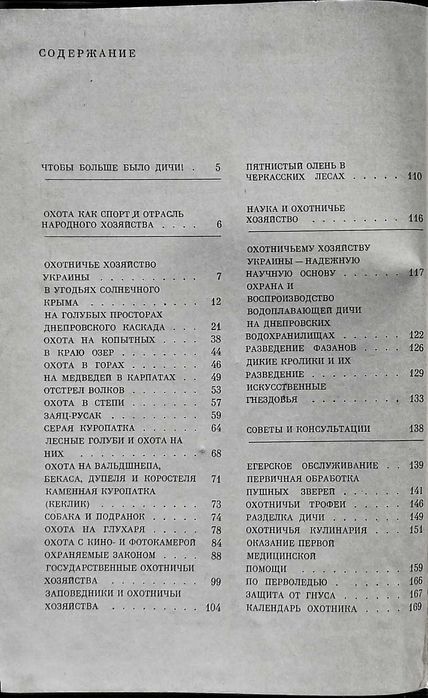 СОДЕРЖАНИЕ
ЧТОБЫ БОЛЬШЕ БЫЛО ДИЧИ! . 5
ОХОТА КАК СПОРТ И ОТРАСЛЬ
НАРОДНОГО ХОЗЯЙСТВА . . . . 6
ОХОТНИЧЬЕ ХОЗЯЙСТВО
УКРАИНЫ . . . . . . . . . . 7
В УГОДЬЯХ СОЛНЕЧНОГО
КРЫМА . . . . . . . . . . . 12
НА ГОЛУБЫХ ПРОСТОРАХ
ДНЕПРОВСКОГО КАСКАДА . . . 21
ОХОТА НА КОПЫТНЫХ . . . . 38
В КРАЮ ОЗЕР . . . . . . . . 44
ОХОТА В ГОРАХ . . . . . . . 46
НА МЕДВЕДЕЙ В КАРПАТАХ . . 49
ОТСТРЕЛ ВОЛКОВ . . . . . . 53
ОХОТА В СТЕПИ . . . . . . . 57
ЗАЯЦ-РУСАК . . . . . . . . 59
СЕРАЯ КУРОПАТКА . . . . . . 64
ЛЕСНЫЕ ГОЛУБИ И ОХОТА НА
НИХ . . . . . . . . . . . . 68
ОХОТА НА ВАЛЬДШНЕПА,
БЕКАСА, ДУПЕЛЯ И КОРОСТЕЛЯ 71
КАМЕННАЯ КУРОПАТКА
(КЕКЛИК) . . . . . . . . . . 73
СОБАКА И ПОДРАНОК . . . . 74
ОХОТА НА ГЛУХАРЯ . . . . . 78
ОХОТА С КИНО- И ФОТОКАМЕРОЙ 84
ОХРАНЯЕМЫЕ ЗАКОНОМ . . . . 88
ГОСУДАРСТВЕННЫЕ ОХОТНИЧЬИ
ХОЗЯЙСТВА . . . . . . . . . 99
ЗАПОВЕДНИКИ И ОХОТНИЧЬИ
ХОЗЯЙСТВА . . . . . . . . . 104
ПЯТНИСТЫЙ ОЛЕНЬ В
ЧЕРКАССКИХ ЛЕСАХ . . . . . 110
НАУКА И ОХОТНИЧЬЕ
ХОЗЯЙСТВО . . . . . . . . . 116
ОХОТНИЧЬЕМУ ХОЗЯЙСТВУ
УКРАИНЫ — НАДЕЖНУЮ
НАУЧНУЮ ОСНОВУ . . . . . . 117
ОХРАНА И
ВОСПРОИЗВОДСТВО
ВОДОПЛАВАЮЩЕЙ ДИЧИ
НА ДНЕПРОВСКИХ
ВОДОХРАНИЛИЩАХ . . . . . . 122
РАЗВЕДЕНИЕ ФАЗАНОВ . . . . 126
ДИКИЕ КРОЛИКИ И ИХ
РАЗВЕДЕНИЕ . . . . . . . . 129
ИСКУССТВЕННЫЕ
ГНЕЗДОВЬЯ . . . . . . . . . 133
СОВЕТЫ И КОНСУЛЬТАЦИИ 138
ЕГЕРСКОЕ ОБСЛУЖИВАНИЕ . . 139
ПЕРВИЧНАЯ ОБРАБОТКА
ПУШНЫХ ЗВЕРЕЙ . . . . . . 141
ОХОТНИЧЬИ ТРОФЕИ . . . . . 146
РАЗДЕЛКА ДИЧИ . . . . . . . 149
ОХОТНИЧЬЯ КУЛИНАРИЯ . . . 151
ОКАЗАНИЕ ПЕРВОЙ
МЕДИЦИНСКОЙ
ПОМОЩИ . . . . . . . . . . 159
ПО ПЕРВОЛЕДЬЮ . . . . . . . 166
ЗАЩИТА ОТ ГНУСА . . . . . . 167
КАЛЕНДАРЬ ОХОТНИКА . . . . 169